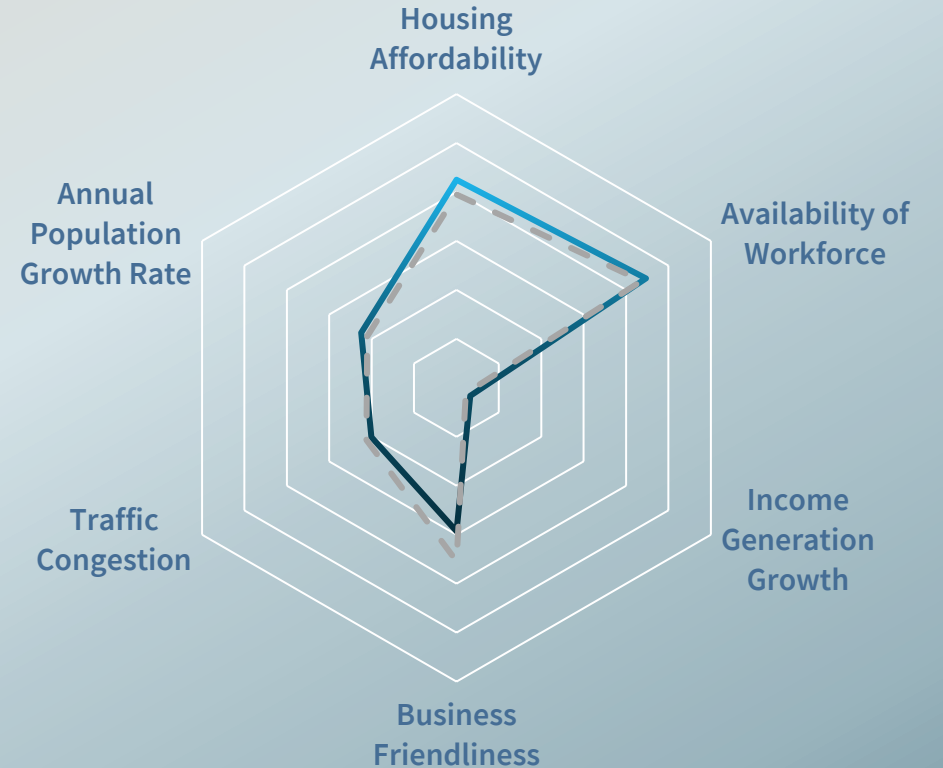 Housing
Affordability
Availability of
Workforce
Income
Generation
Growth
Business
Friendliness
Traffic
Congestion
Annual
Population
Growth Rate